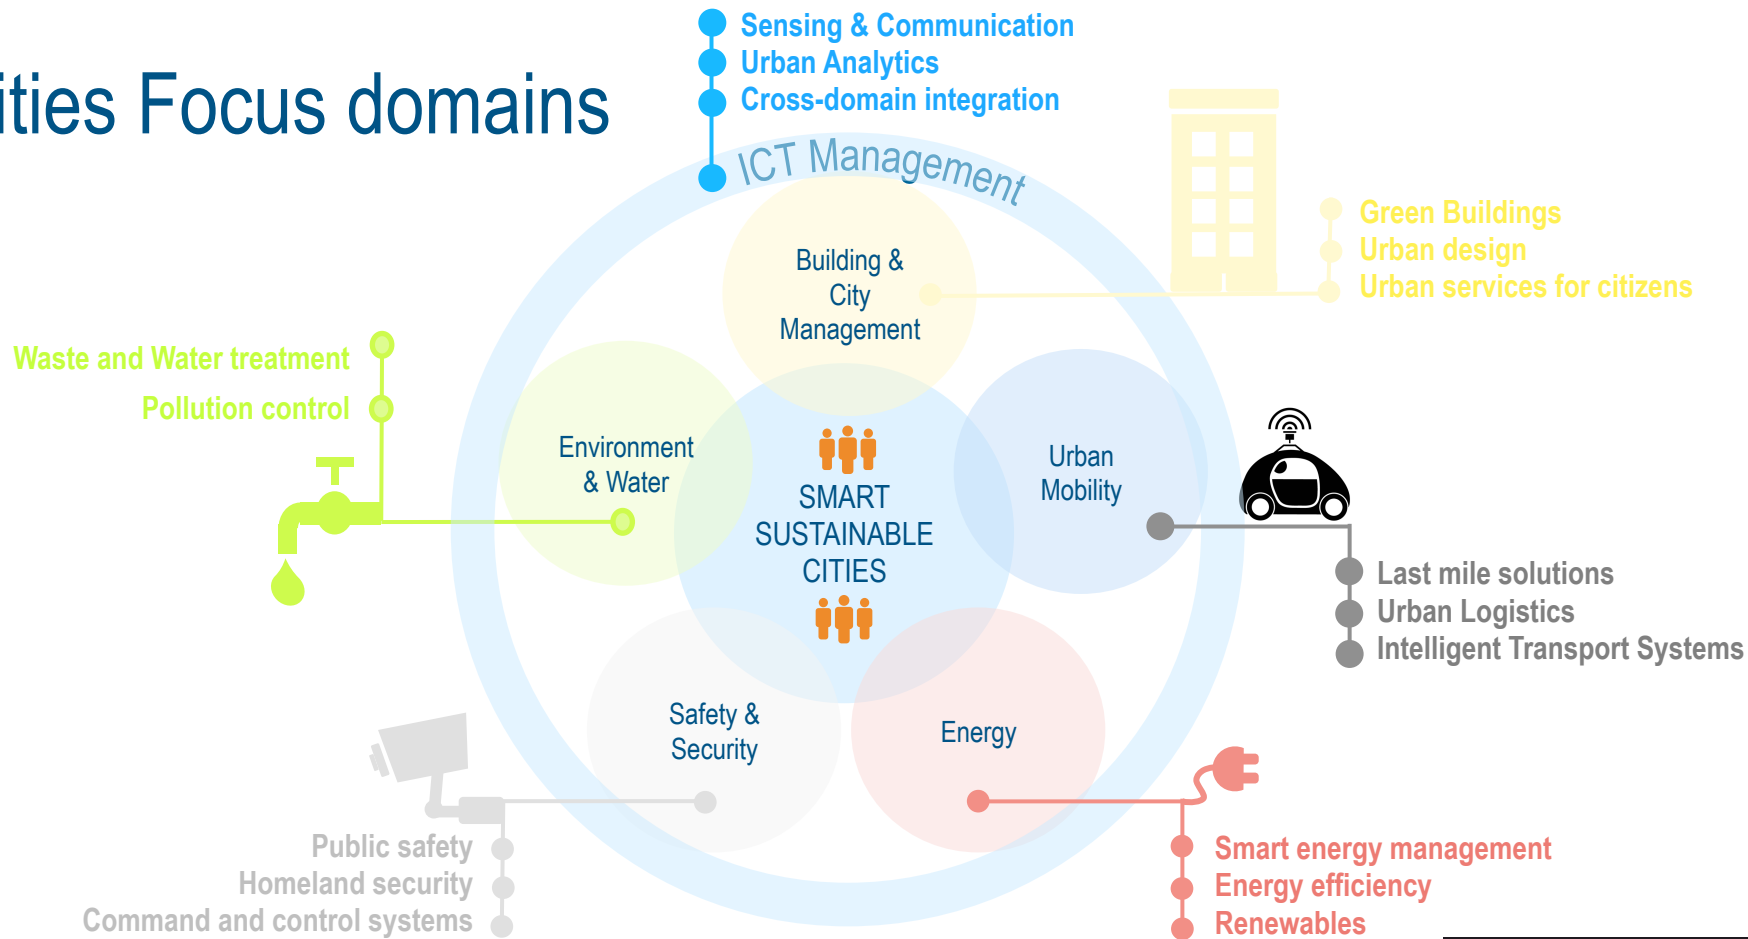 ities Focus domains
Sensing & Communication
Urban Analytics
Cross-domain integration
ICT Management
Building &
City
Management
Green Buildings
Urban design
Urban services for citizens
Waste and Water treatment
Pollution control
Environment
& Water
SMART
SUSTAINABLE
CITIES
Urban
Mobility
Last mile solutions
Urban Logistics
Intelligent Transport Systems
Safety &
Security
Energy
Public safety
Homeland security
Command and control systems
Smart energy management
Energy efficiency
Renewables